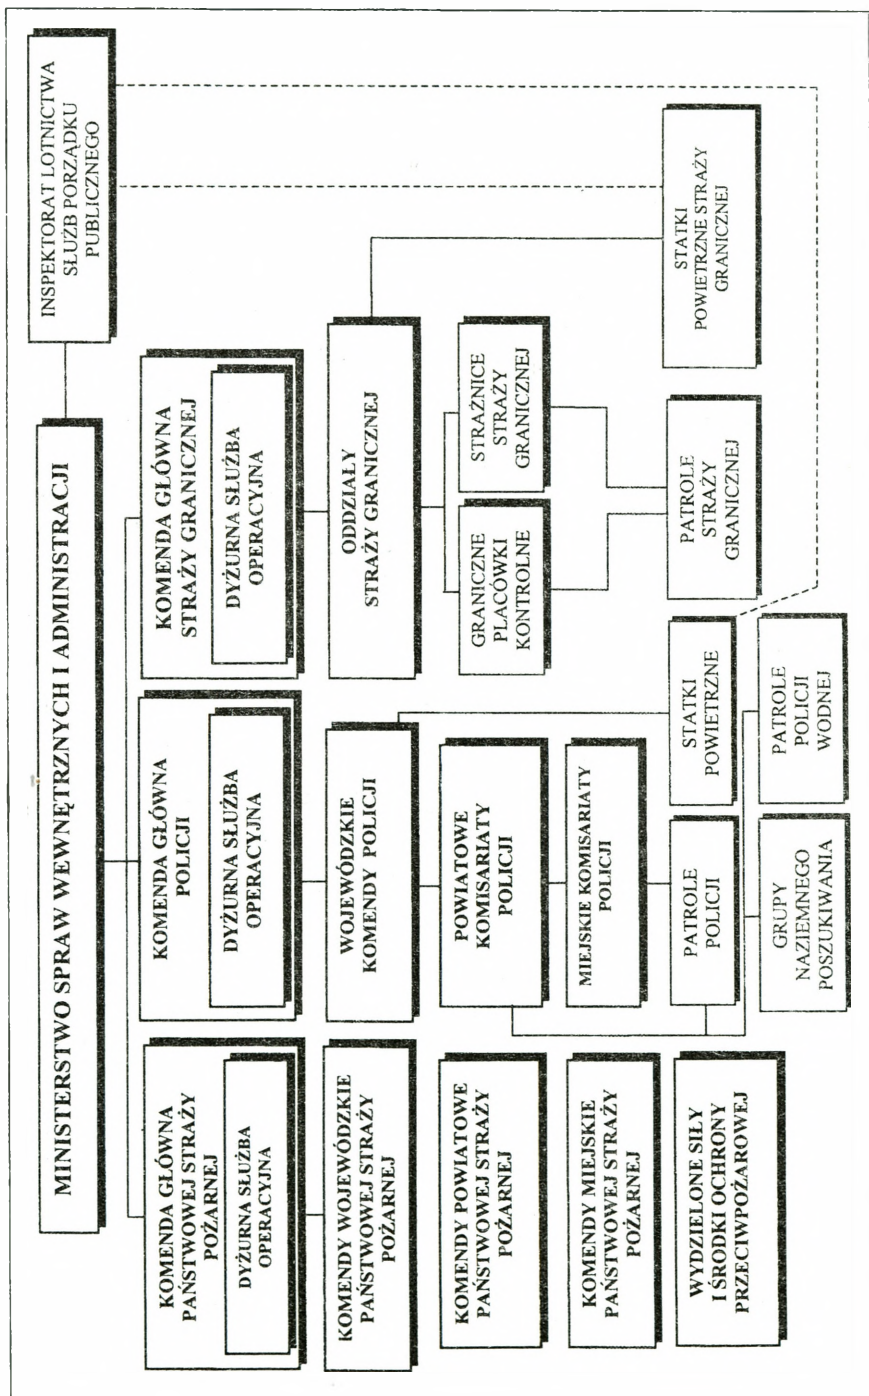 INSPEKTORAT LOTNICTWA
SŁUŻB PORZĄDKU
PUBLICZNEGO
MINISTERSTWO SPRAW WEWNĘTRZNYCH I ADMINISTRACJI
KOMENDA GŁÓWNA
PAŃSTWOWEJ STRAŻY
POŻARNEJ
DYŻURNA SŁUŻBA
OPERACYJNA
KOMENDA GŁÓWNA
POLICJI
DYŻURNA SŁUŻBA
OPERACYJNA
KOMENDA GŁÓWNA
STRAŻY GRANICZNEJ
DYŻURNA SŁUŻBA
OPERACYJNA
KOMENDY WOJEWÓDZKIE
PAŃSTWOWEJ STRAŻY
POŻARNEJ
WOJEWÓDZKIE
KOMENDY POLICJI
ODDZIAŁY
STRAŻY GRANICZNEJ
KOMENDY POWIATOWE
PAŃSTWOWEJ STRAŻY
POŻARNEJ
POWIATOWE
KOMISARIATY
POLICJI
GRANICZNE
PLACÓWKI
KONTROLNE
STRAŻNICE
STRAŻY
GRANICZNEJ
KOMENDY MIEJSKIE
PAŃSTWOWEJ STRAŻY
POŻARNEJ
MIEJSKIE KOMISARIATY
POLICJI
WYDZIELONE SIŁY
I ŚRODKI OCHRONY
PRZECIWPOŻAROWEJ
PATROLE
POLICJI
STATKI
POWIETRZNE
PATROLE
STRAŻY
GRANICZNEJ
STATKI
POWIETRZNE STRAŻY
GRANICZNEJ
GRUPY
NAZIEMNEGO
POSZUKIWANIA
PATROLE
POLICJI
WODNEJ